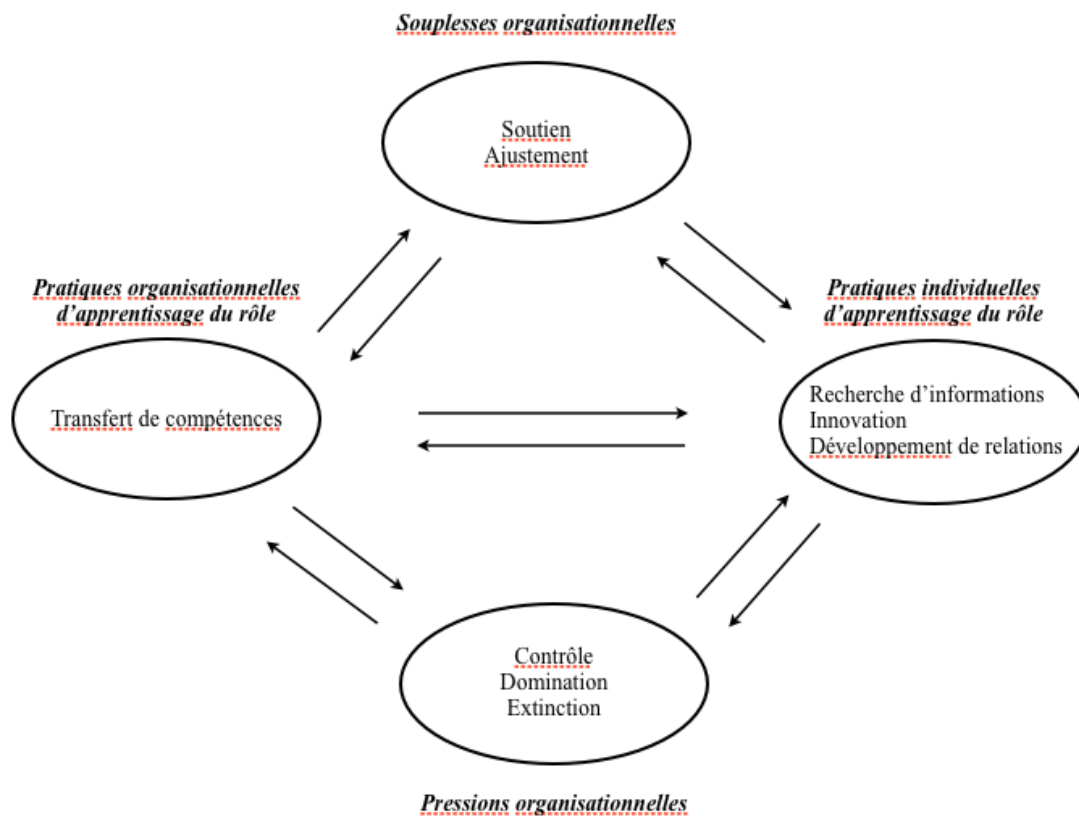 Souplesses organisationnelles
Soutien
Ajustement
Pratiques organisationnelles
d'apprentissage du rôle
Transfert de compétences
Pratiques individuelles
d'apprentissage du rôle
Recherche d'informations
Innovation
Développement de relations
Contrôle
Domination
Extinction
Pressions organisationnelles